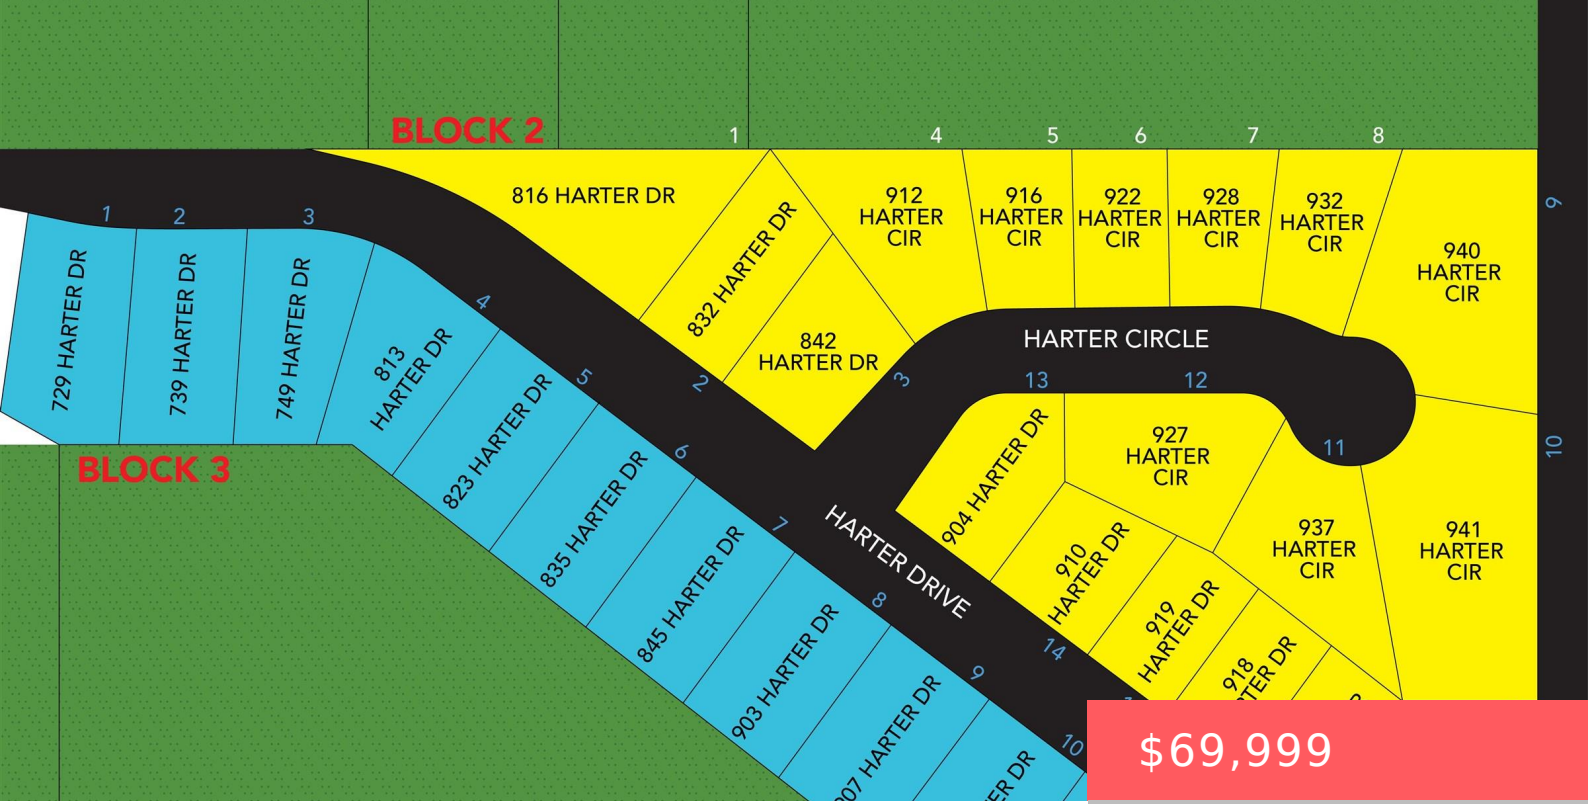 BLOCK 2
1
4
5
6
7
8
816 HARTER DR
832 HARTER DR
842
HARTER DR
912
HARTER
CIR
916
HARTER
CIR
922
HARTER
CIR
928
HARTER
CIR
932
HARTER
CIR
940
HARTER
CIR
9
1
2
3
729 HARTER DR
739 HARTER DR
749 HARTER DR
813
HARTER DR
4
5
6
7
8
9
10
2
3
HARTER CIRCLE
13
12
11
10
BLOCK 3
823 HARTER DR
835 HARTER DR
845 HARTER DR
903 HARTER DR
907 HARTER DR
HARTER DRIVE
904 HARTER DR
927
HARTER
CIR
937
HARTER
CIR
941
HARTER
CIR
910
HARTER DR
919
HARTER DR
918
14
$69,999